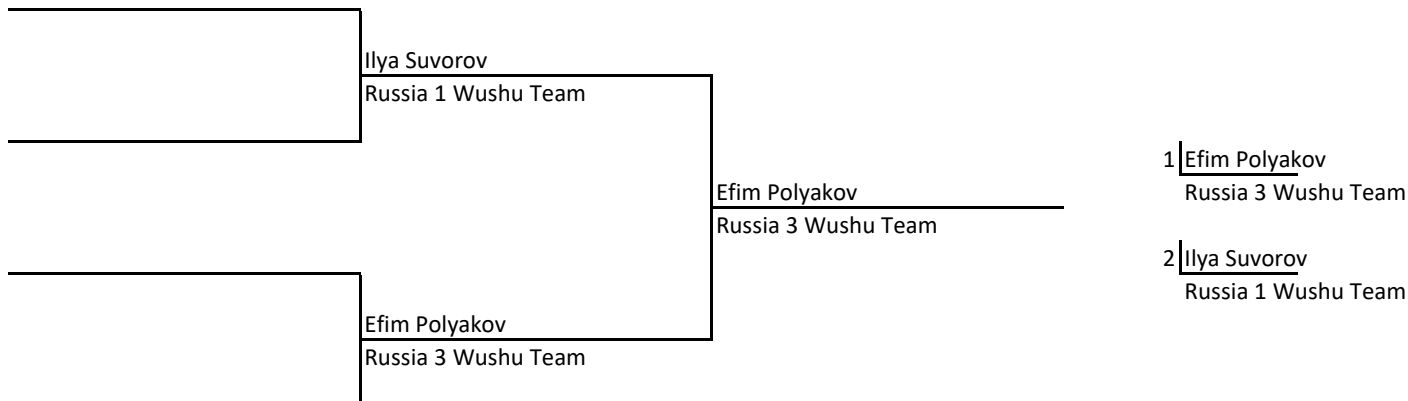 Ilya Suvorov
Russia 1 Wushu Team
1 Efim Polyakov
Russia 3 Wushu Team
Efim Polyakov
Russia 3 Wushu Team
2 Ilya Suvorov
Russia 1 Wushu Team
Efim Polyakov
Russia 3 Wushu Team